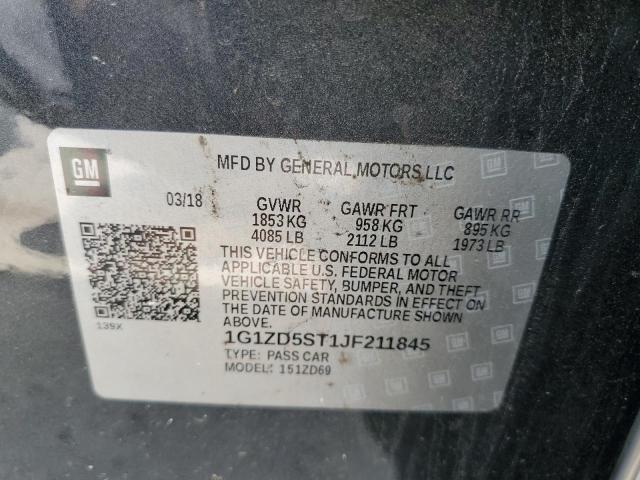 GM
MFD BY GENERAL MOTORS LLC
03/18 GVWR GAWR FRT GAWR RR
1853 KG 958 KG 895 KG
4085 LB 2112 LB 1973 LB
THIS VEHICLE CONFORMS TO ALL
APPLICABLE U.S. FEDERAL MOTOR
VEHICLE SAFETY, BUMPER, AND THEFT
PREVENTION STANDARDS IN EFFECT ON
THE DATE OF MANUFACTURE SHOWN
ABOVE.
139X
1G1ZD5ST1JF211845
TYPE: PASS CAR
MODEL: 151ZD69